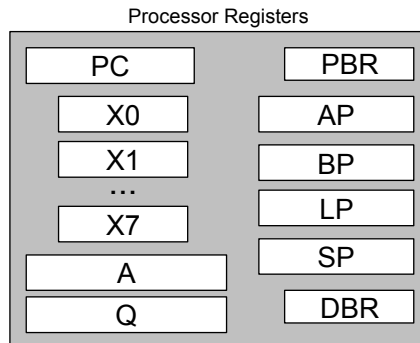 Processor Registers
PC
X0
X1
...
X7
A
Q
PBR
AP
BP
LP
SP
DBR